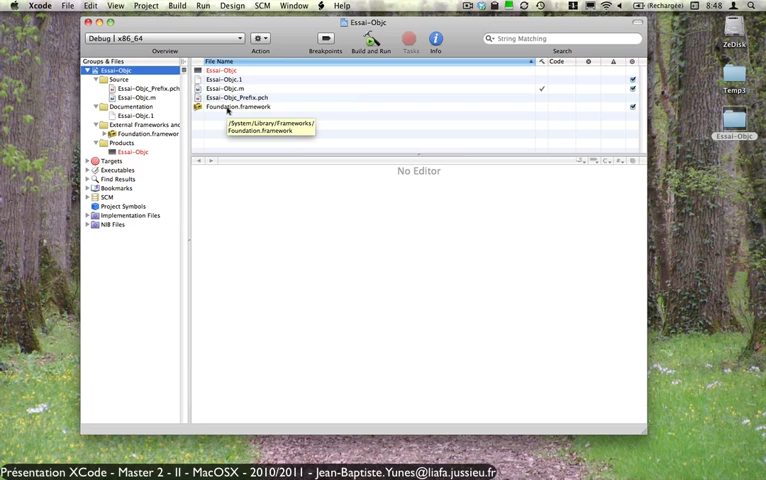 Xcode File Edit View Project Build Run Design SCM Window Help (Rechargée) 8:48
Essai-Objc
Debug | x86_64
String Matching
Overview Action Breakpoints Build and Run Tasks Info Search
Groups & Files
Essai-Objc
Source
Essai-Objc_Prefix.pch
Essai-Objc.m
Documentation
Essai-Objc.1
External Frameworks and
Foundation.framewor
Products
Essai-Objc
Targets
Executables
Find Results
Bookmarks
SCM
Project Symbols
Implementation Files
NIB Files
File Name Code
Essai-Objc
Essai-Objc.1
Essai-Objc.m
Essai-Objc_Prefix.pch
Foundation.framework
/System/Library/Frameworks/
Foundation.framework
No Editor
ZeDisk
Temp3
Essai-Objc
Présentation XCode - Master 2 - II - MacOSX - 2010/2011 - Jean-Baptiste.Yunes@liafa.jussieu.fr